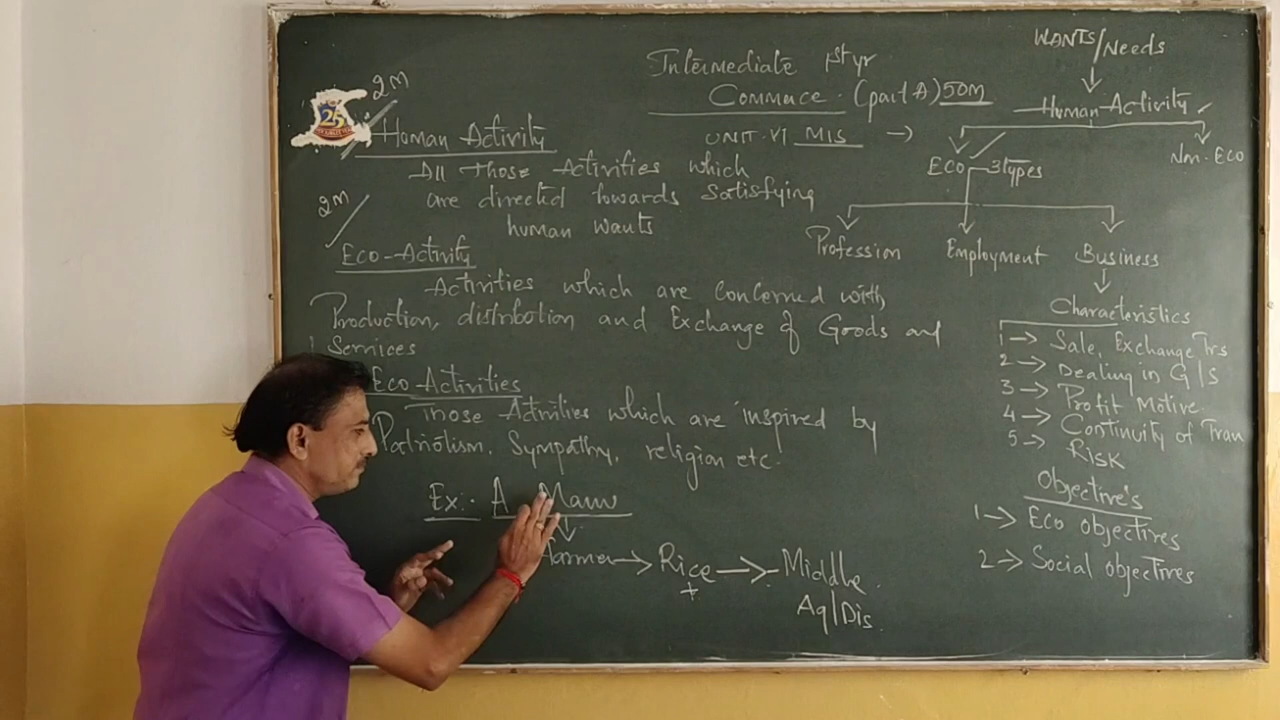 Intermediate 1st yr
Commerce. (part A) 50M
UNIT-VI MIS →
2M
25
Human Activity
All Those Activities which
are directed towards Satisfying
human wants
2M
Eco-Activity
Activities which are Concerned with
Production, distribution and Exchange of Goods and
Services
Eco Activities
Those Activities which are inspired by
Patriotism, Sympathy, religion etc.
Ex:- A
Rice → Middle
Ag/Dis.
WANTS/Needs
Human Activity
Eco 3types
Non-Eco
Profession Employment Business
Characteristics
1 → Sale, Exchange Trs
2 → Dealing in G/S
3 → Profit Motive
4 → Continuity of Tran
5 → Risk
Objective's
1 → Eco objectives
2 → Social objectives